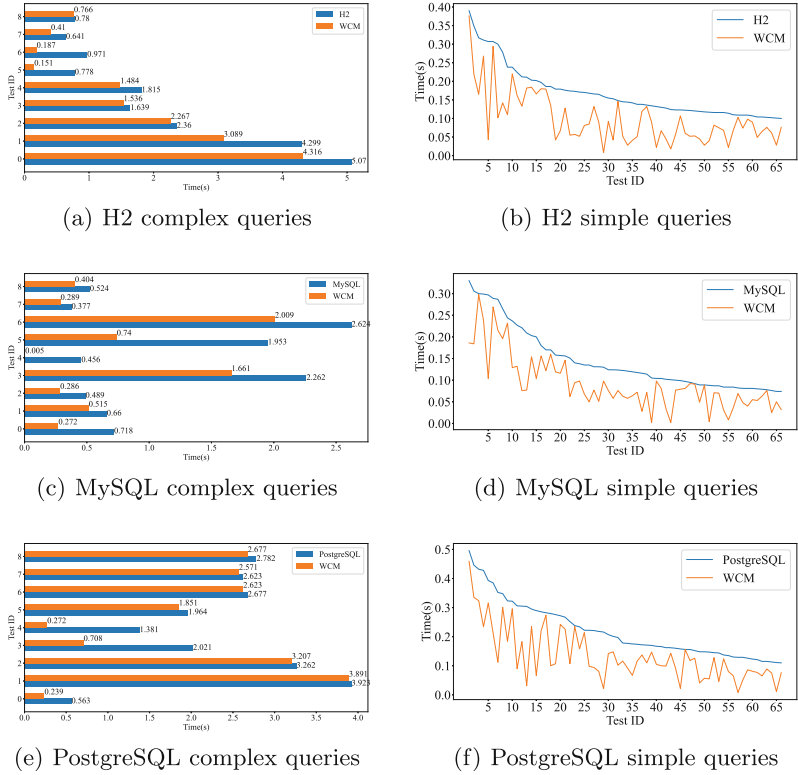 8
0.766
0.78
H2
WCM
7
0.41
0.641
6
0.187
0.971
5
0.151
0.778
4
1.484
1.815
3
1.536
1.639
2
2.267
2.36
1
3.089
4.299
0
4.316
5.07
Test ID
0 1 2 3 4 5
Time(s)
(a) H2 complex queries
0.40
0.35
0.30
0.25
0.20
0.15
0.10
0.05
0.00
Time(s)
H2
WCM
5 10 15 20 25 30 35 40 45 50 55 60 65
Test ID
(b) H2 simple queries
8
0.404
0.524
MySQL
WCM
7
0.289
0.377
6
2.009
2.624
5
0.74
1.953
4
0.005
0.456
3
1.661
2.262
2
0.286
0.489
1
0.515
0.66
0
0.272
0.718
Test ID
0.0 0.5 1.0 1.5 2.0 2.5
Time(s)
(c) MySQL complex queries
0.30
0.25
0.20
0.15
0.10
0.05
0.00
Time(s)
MySQL
WCM
5 10 15 20 25 30 35 40 45 50 55 60 65
Test ID
(d) MySQL simple queries
8
2.677
2.782
PostgreSQL
WCM
7
2.571
2.623
6
2.623
2.677
5
1.851
1.964
4
0.272
1.381
3
0.708
2.021
2
3.207
3.262
1
3.891
3.923
0
0.239
0.563
Test ID
0.0 0.5 1.0 1.5 2.0 2.5 3.0 3.5 4.0
Time(s)
(e) PostgreSQL complex queries
0.5
0.4
0.3
0.2
0.1
0.0
Time(s)
PostgreSQL
WCM
5 10 15 20 25 30 35 40 45 50 55 60 65
Test ID
(f) PostgreSQL simple queries